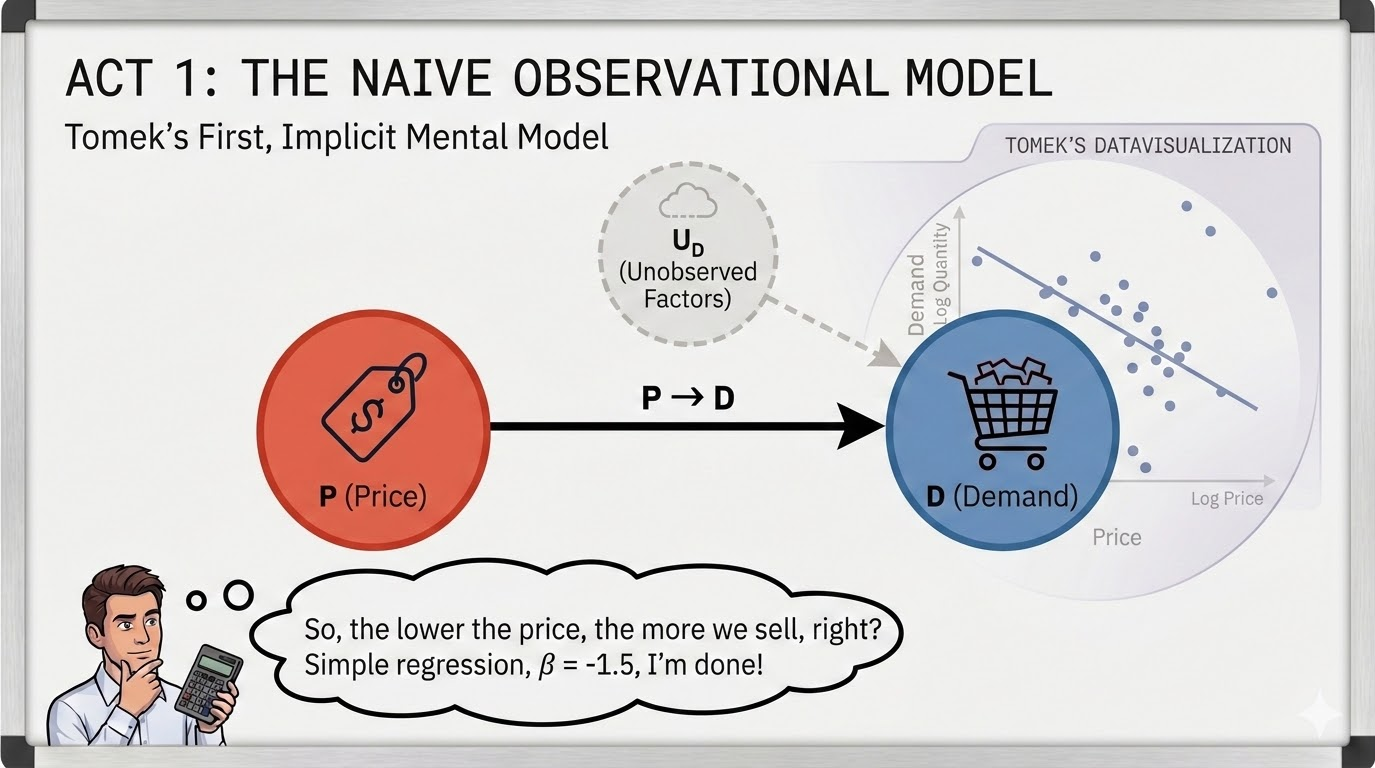 ACT 1: THE NAIVE OBSERVATIONAL MODEL
Tomek's First, Implicit Mental Model
TOMEK'S DATAVISUALIZATION
U_D
(Unobserved
Factors)
Demand
Log Quantity
P → D
$
P (Price)
D (Demand)
Log Price
Price
So, the lower the price, the more we sell, right?
Simple regression, β = -1.5, I'm done!